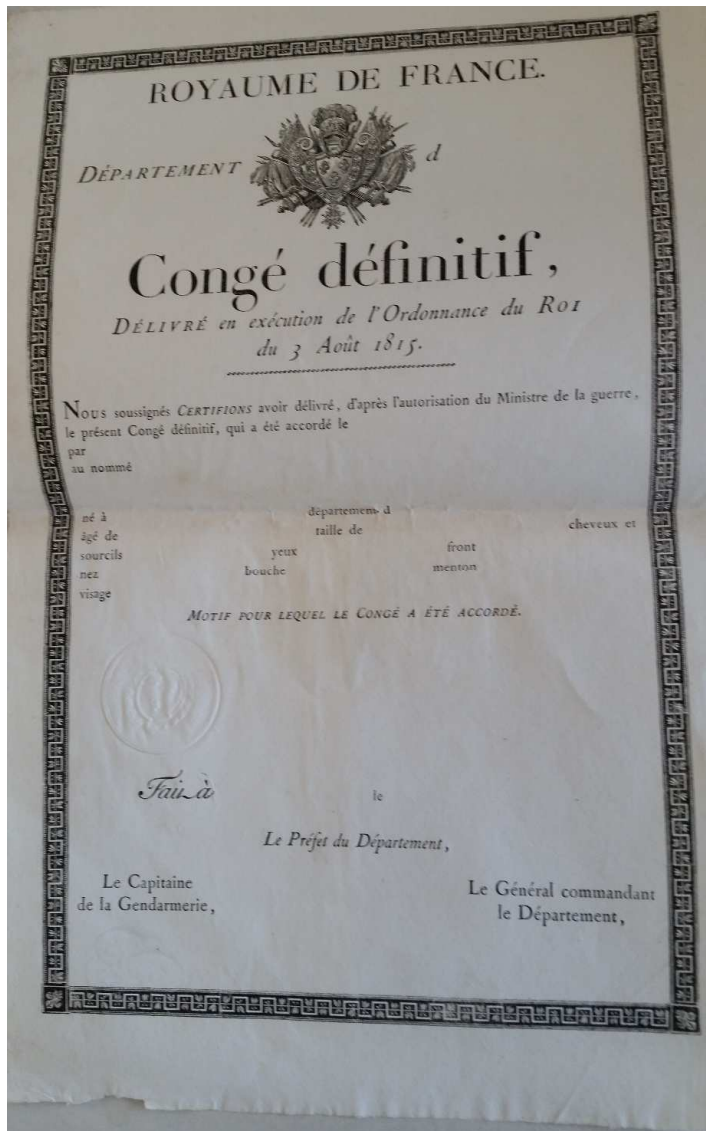 ROYAUME DE FRANCE.
DÉPARTEMENT d
Congé définitif,
DÉLIVRÉ en exécution de l'Ordonnance du ROI
du 3 Août 1815.
NOUS soussignés CERTIFIONS avoir délivré, d'après l'autorisation du Ministre de la guerre,
le présent Congé définitif, qui a été accordé le
par
au nommé
né à département d
âgé de taille de cheveux et
sourcils yeux front
nez bouche menton
visage
MOTIF POUR LEQUEL LE CONGÉ A ÉTÉ ACCORDÉ.
Fait à le
Le Préfet du Département,
Le Capitaine
de la Gendarmerie,
Le Général commandant
le Département,